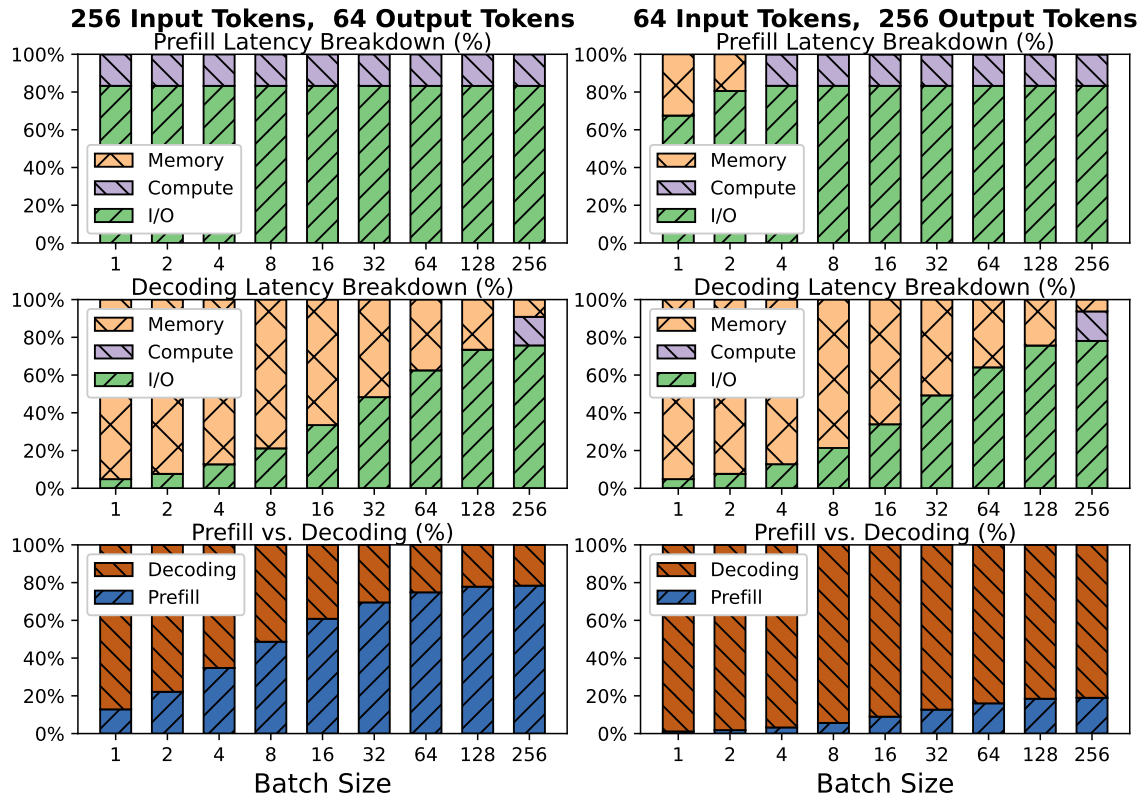 256 Input Tokens,  64 Output Tokens
Prefill Latency Breakdown (%)
100%
80%
60%
40%
20%
0%
Memory
Compute
I/O
1 2 4 8 16 32 64 128 256
Decoding Latency Breakdown (%)
100%
80%
60%
40%
20%
0%
Memory
Compute
I/O
1 2 4 8 16 32 64 128 256
Prefill vs. Decoding (%)
100%
80%
60%
40%
20%
0%
Decoding
Prefill
1 2 4 8 16 32 64 128 256
Batch Size
64 Input Tokens,  256 Output Tokens
Prefill Latency Breakdown (%)
100%
80%
60%
40%
20%
0%
Memory
Compute
I/O
1 2 4 8 16 32 64 128 256
Decoding Latency Breakdown (%)
100%
80%
60%
40%
20%
0%
Memory
Compute
I/O
1 2 4 8 16 32 64 128 256
Prefill vs. Decoding (%)
100%
80%
60%
40%
20%
0%
Decoding
Prefill
1 2 4 8 16 32 64 128 256
Batch Size